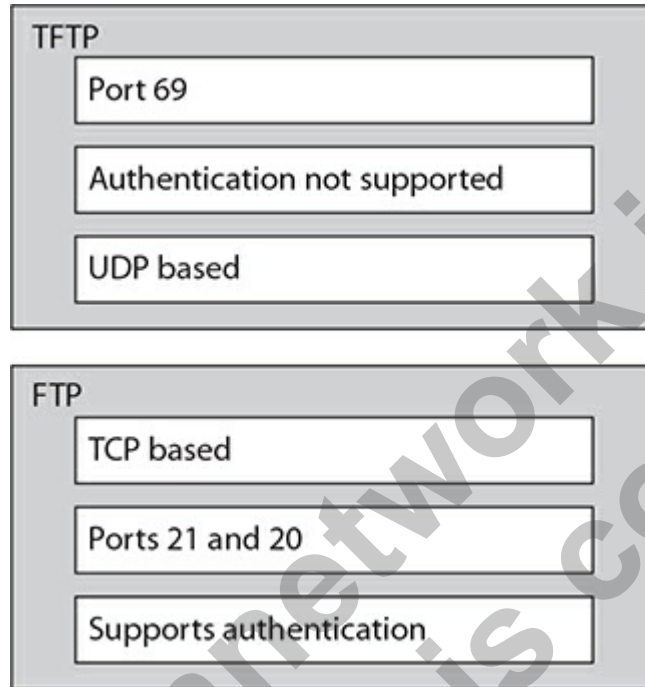 TFTP
Port 69
Authentication not supported
UDP based
FTP
TCP based
Ports 21 and 20
Supports authentication